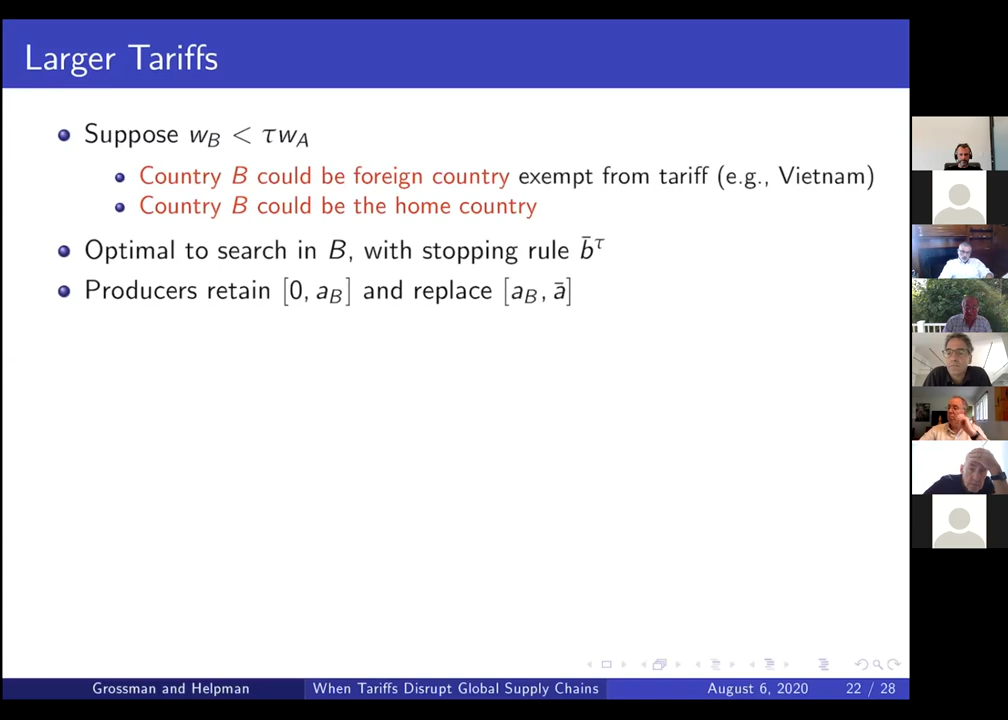 Larger Tariffs
Suppose w_B < τw_A
Country B could be foreign country exempt from tariff (e.g., Vietnam)
Country B could be the home country
Optimal to search in B, with stopping rule b̄^τ
Producers retain [0, a_B] and replace [a_B, ā]
Grossman and Helpman When Tariffs Disrupt Global Supply Chains August 6, 2020 22 / 28